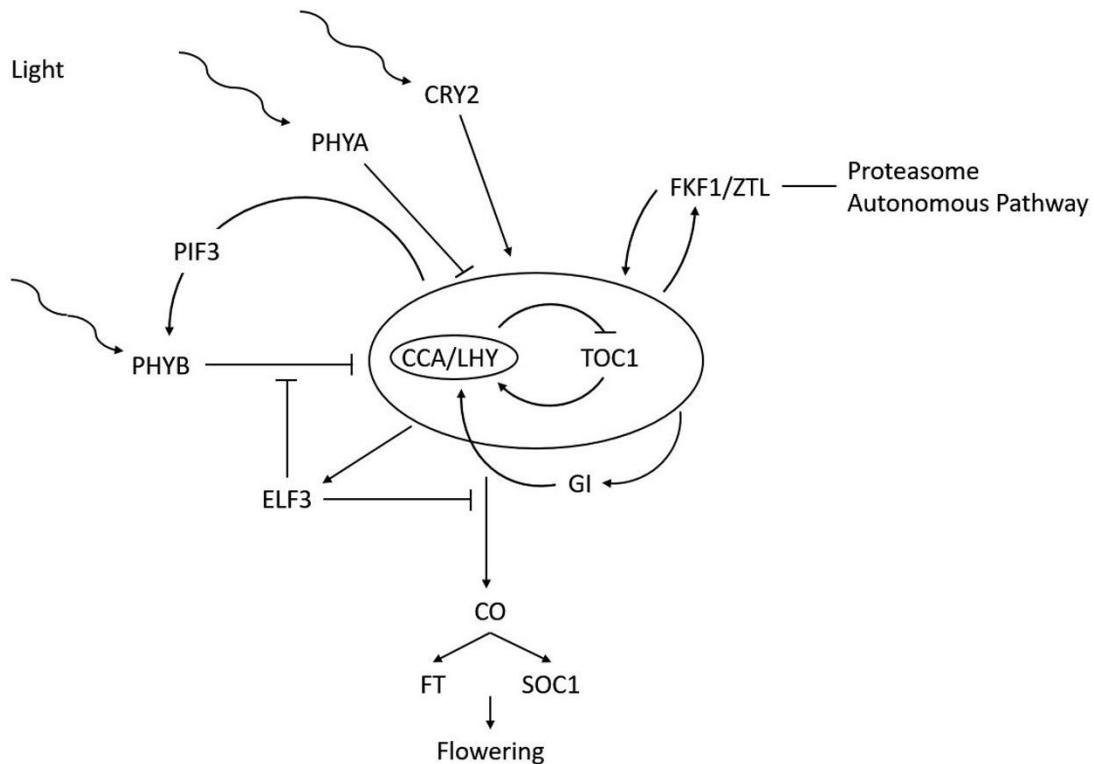 Light
CRY2
PHYA
FKF1/ZTL
Proteasome
Autonomous Pathway
PIF3
PHYB
CCA/LHY
TOC1
ELF3
GI
CO
FT
SOC1
Flowering